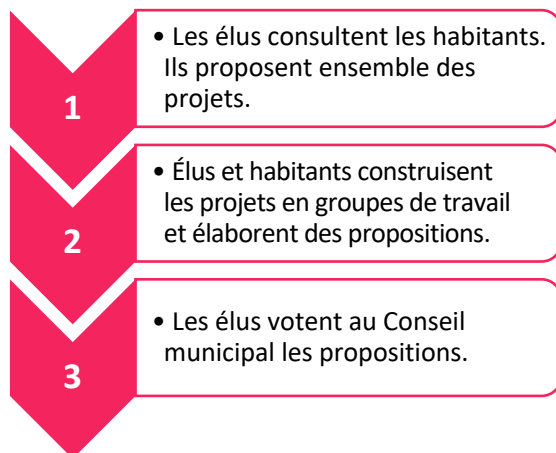 1
• Les élus consultent les habitants.
Ils proposent ensemble des
projets.
2
• Élus et habitants construisent
les projets en groupes de travail
et élaborent des propositions.
3
• Les élus votent au Conseil
municipal les propositions.